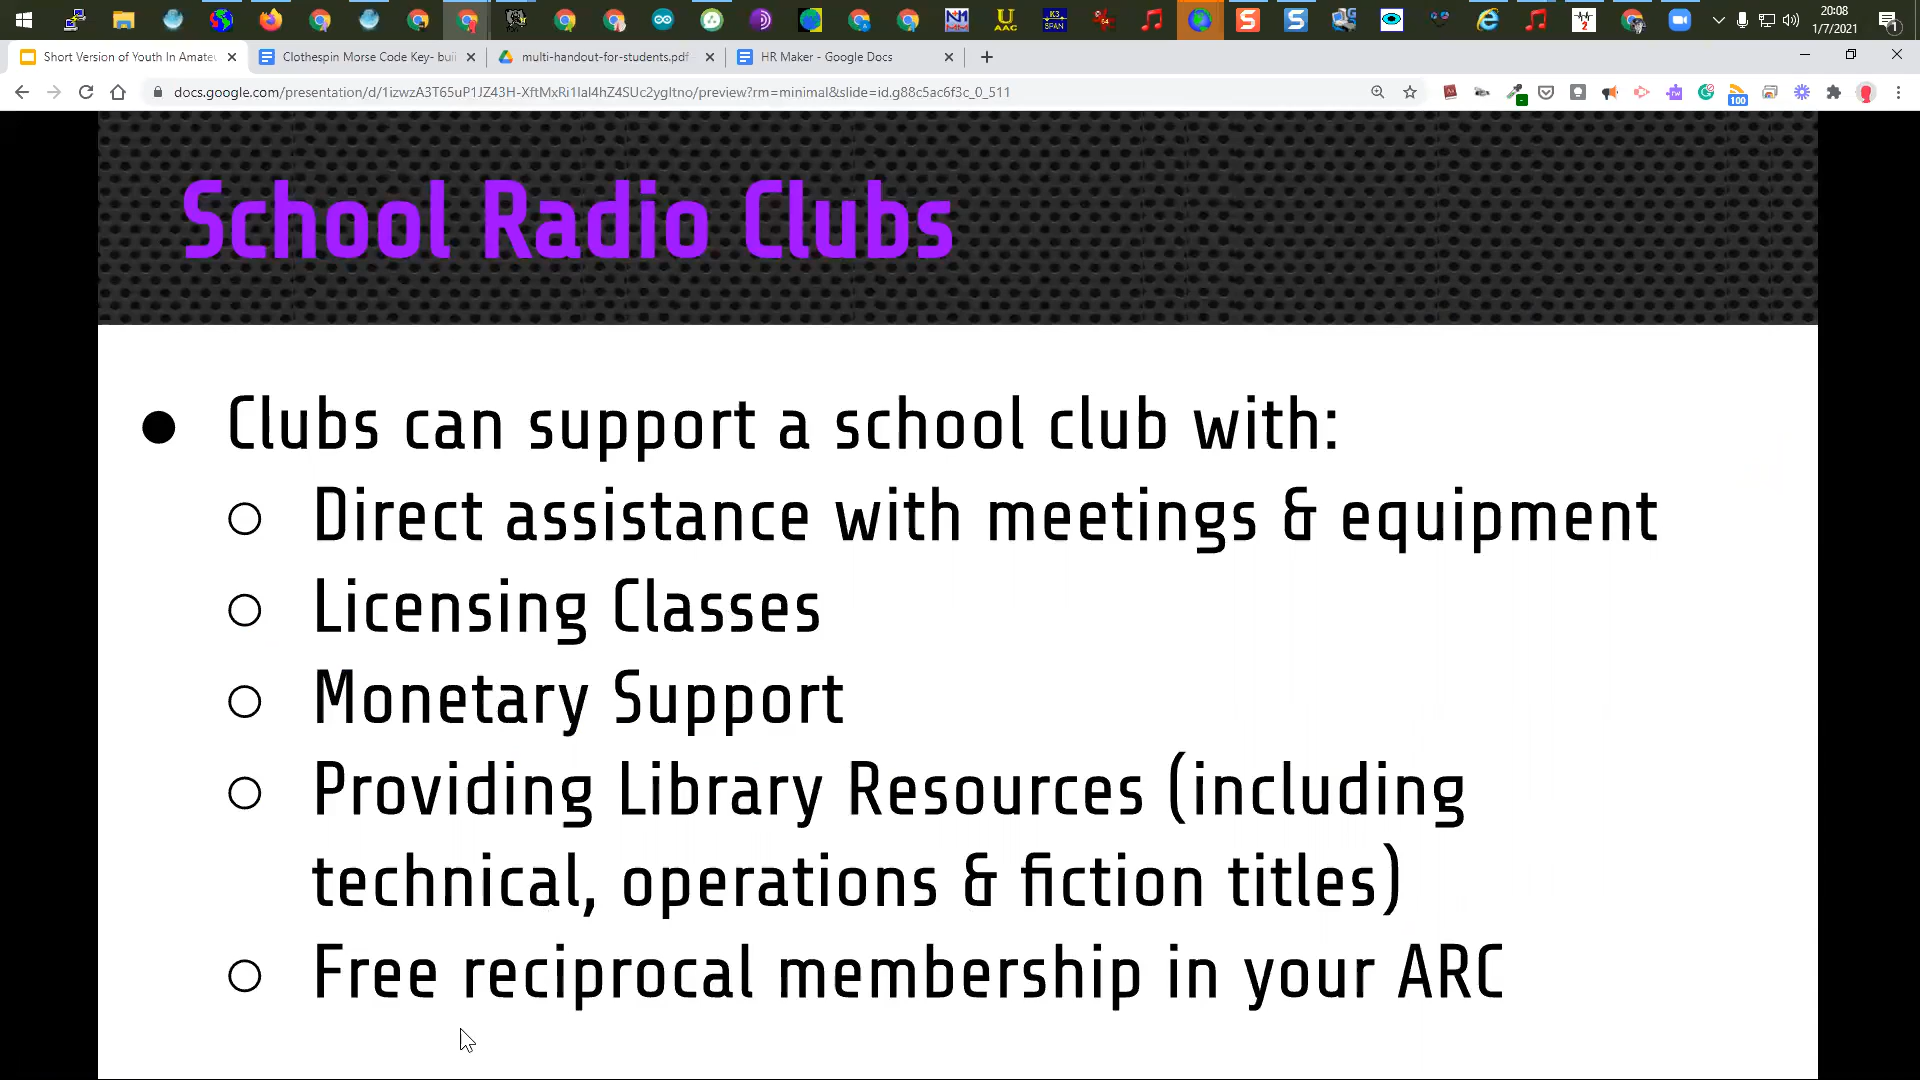 20:08
1/7/2021
Short Version of Youth In Amateu
Clothespin Morse Code Key- buil
multi-handout-for-students.pdf
HR Maker - Google Docs
docs.google.com/presentation/d/1izwzA3T65uP1JZ43H-XftMxRi1lal4hZ4SUc2ygItno/preview?rm=minimal&slide=id.g88c5ac6f3c_0_511
100
School Radio Clubs
● Clubs can support a school club with:
○ Direct assistance with meetings & equipment
○ Licensing Classes
○ Monetary Support
○ Providing Library Resources (including
technical, operations & fiction titles)
○ Free reciprocal membership in your ARC